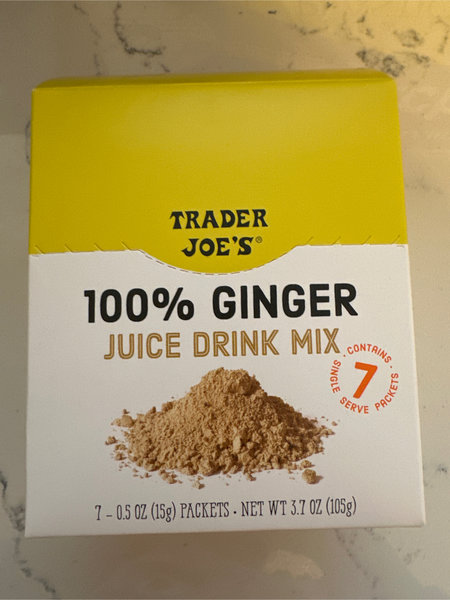 TRADER
JOE'S®
100% GINGER
JUICE DRINK MIX
· CONTAINS ·
7
SINGLE SERVE PACKETS
7 – 0.5 OZ (15g) PACKETS • NET WT 3.7 OZ (105g)